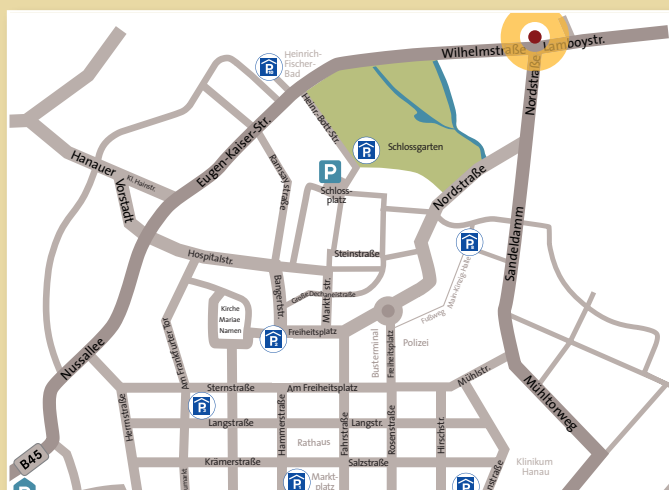 Wilhelmstraße
Lamboystr.
Heinrich-
Fischer-
Bad
P
Nordstraße
Heinr.-Bott-Str.
Eugen-Kaiser-Str.
P
Schlossgarten
Hanauer
Vorstadt
Kl. Hainstr.
Ramsaystraße
P
Schloss-
platz
Nordstraße
Sandeldamm
Hospitalstr.
Steinstraße
P
Main-Kinzig-Halle
Bangertstr.
Große Dechaneistraße
Marktstr.
Kirche
Mariae
Namen
Fußweg
Am Frankfurter Tor
P
Freiheitsplatz
Busterminal
Freiheitsplatz
Polizei
Nussallee
Mühlstr.
Sternstraße
Am Freiheitsplatz
Mühltorweg
P
Hammerstraße
Fahrstraße
Rosenstraße
Hirschstr.
Langstraße
Langstr.
Rathaus
B45
Krämerstraße
Salzstraße
Klinikum
Hanau
P
Markt-
platz
P
P